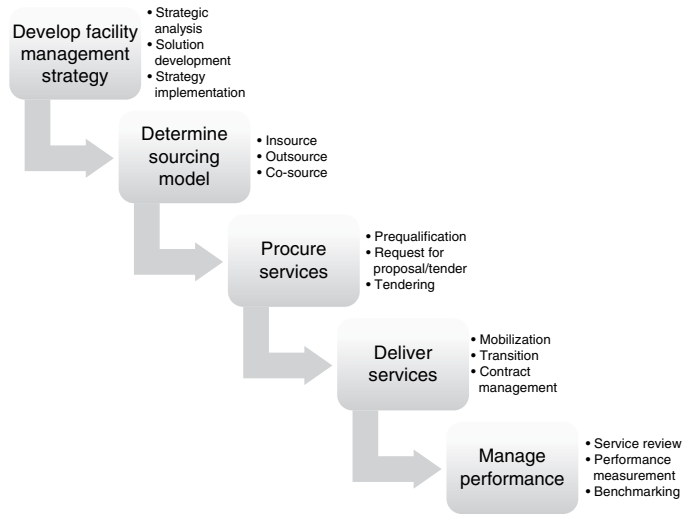 Develop facility
management
strategy
• Strategic
analysis
• Solution
development
• Strategy
implementation
Determine
sourcing
model
• Insource
• Outsource
• Co-source
Procure
services
• Prequalification
• Request for
proposal/tender
• Tendering
Deliver
services
• Mobilization
• Transition
• Contract
management
Manage
performance
• Service review
• Performance
measurement
• Benchmarking